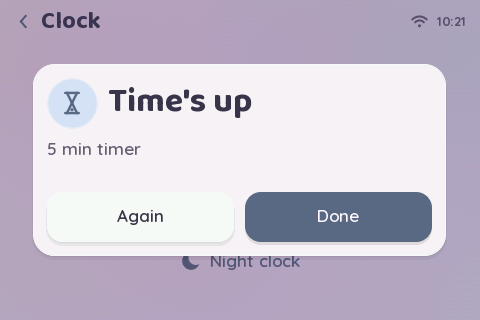 Clock
10:21
Time's up
5 min timer
Again
Done
Night clock